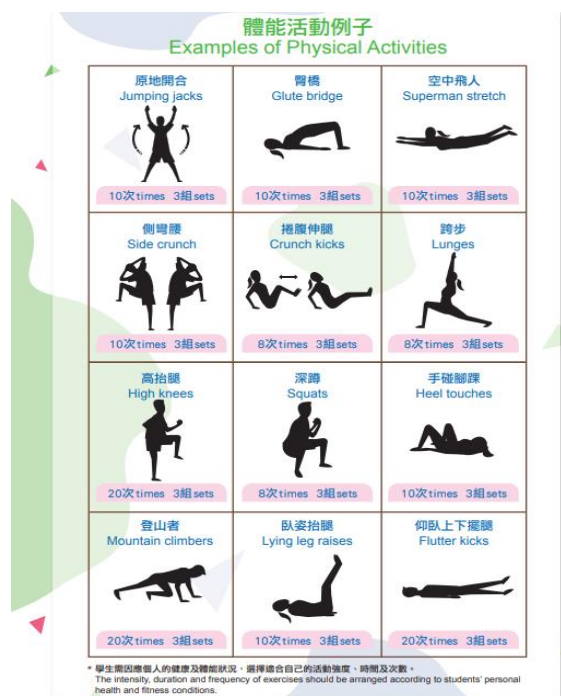 體能活動例子
Examples of Physical Activities
原地開合
Jumping jacks
10次times 3組sets
臀橋
Glute bridge
10次times 3組sets
空中飛人
Superman stretch
10次times 3組sets
側彎腰
Side crunch
10次times 3組sets
捲腹伸腿
Crunch kicks
8次times 3組sets
跨步
Lunges
8次times 3組sets
高抬腿
High knees
20次times 3組sets
深蹲
Squats
8次times 3組sets
手碰腳踝
Heel touches
10次times 3組sets
登山者
Mountain climbers
20次times 3組sets
臥姿抬腿
Lying leg raises
10次times 3組sets
仰臥上下擺腿
Flutter kicks
20次times 3組sets
* 學生需因應個人的健康及體能狀況，選擇適合自己的活動強度、時間及次數。
The intensity, duration and frequency of exercises should be arranged according to students' personal
health and fitness conditions.